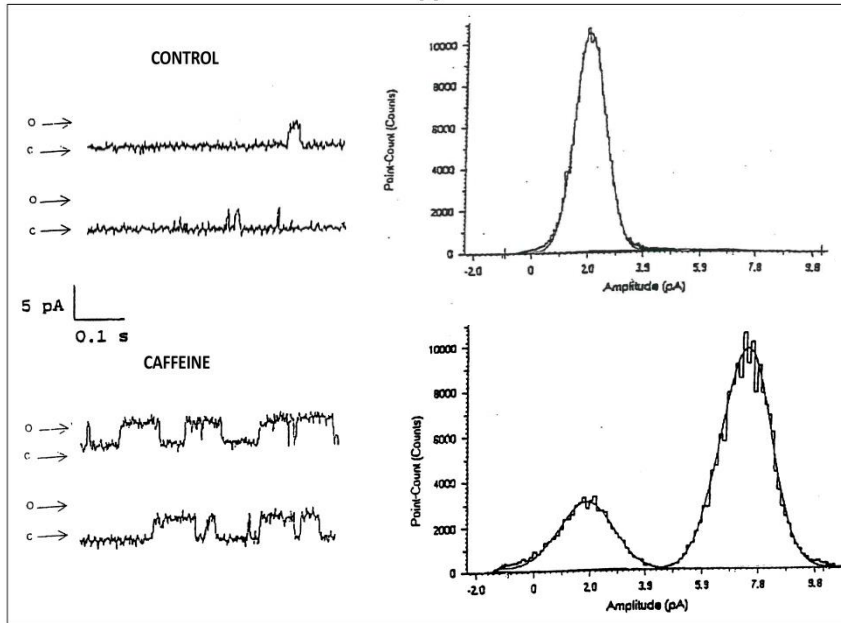 CONTROL
O
C
O
C
5 pA
0.1 s
CAFFEINE
O
C
O
C
Point-Count (Counts)
10000
8000
6000
4000
2000
0
-2.0 0 2.0 3.9 5.9 7.8 9.8
Amplitude (pA)
Point-Count (Counts)
10000
8000
6000
4000
2000
0
-2.0 0 2.0 3.9 5.9 7.8 9.8
Amplitude (pA)